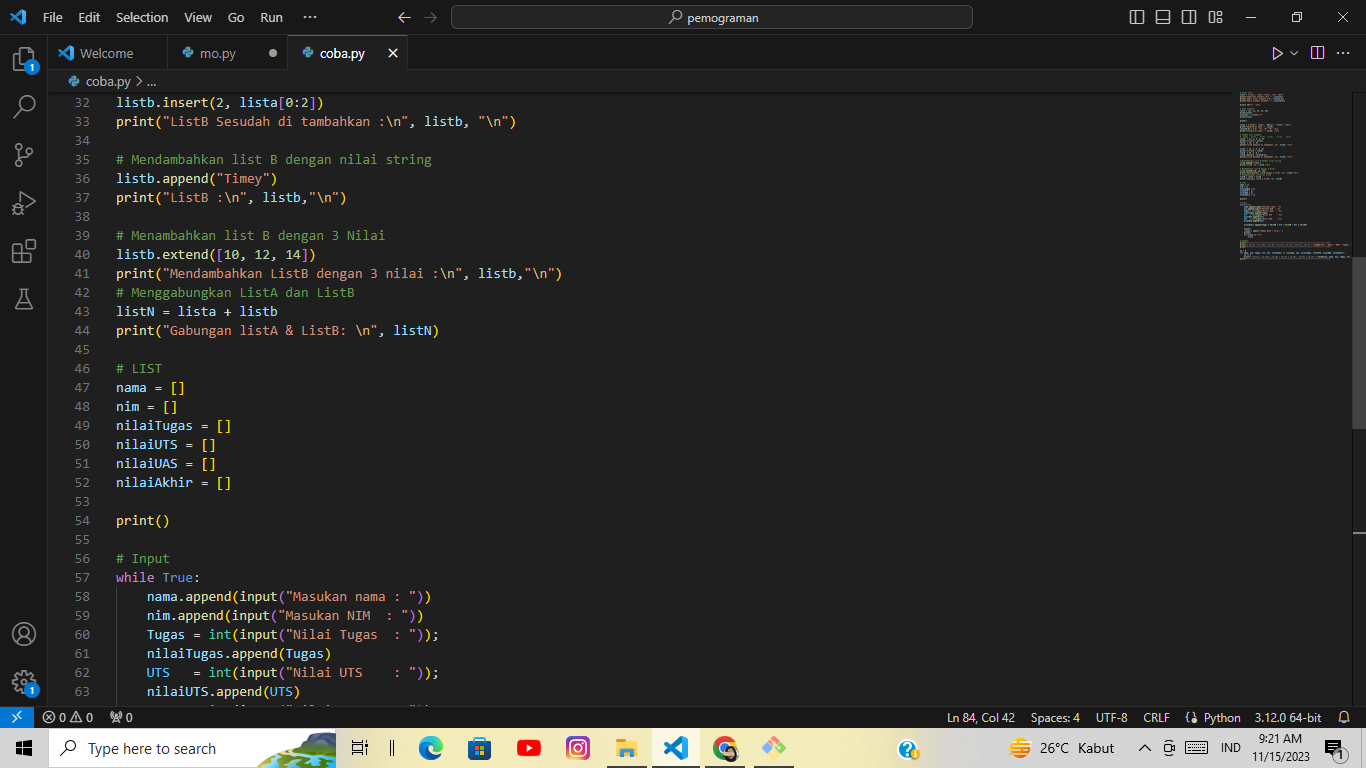 File Edit Selection View Go Run ··· pemograman
Welcome mo.py coba.py
coba.py > ...
32 listb.insert(2, lista[0:2])
33 print("ListB Sesudah di tambahkan :\n", listb, "\n")
34
35 # Mendambahkan list B dengan nilai string
36 listb.append("Timey")
37 print("ListB :\n", listb,"\n")
38
39 # Menambahkan list B dengan 3 Nilai
40 listb.extend([10, 12, 14])
41 print("Mendambahkan ListB dengan 3 nilai :\n", listb,"\n")
42 # Menggabungkan ListA dan ListB
43 listN = lista + listb
44 print("Gabungan listA & ListB: \n", listN)
45
46 # LIST
47 nama = []
48 nim = []
49 nilaiTugas = []
50 nilaiUTS = []
51 nilaiUAS = []
52 nilaiAkhir = []
53
54 print()
55
56 # Input
57 while True:
58     nama.append(input("Masukan nama : "))
59     nim.append(input("Masukan NIM  : "))
60     Tugas = int(input("Nilai Tugas  : "));
61     nilaiTugas.append(Tugas)
62     UTS   = int(input("Nilai UTS    : "));
63     nilaiUTS.append(UTS)
1
1
0 0 0 Ln 84, Col 42 Spaces: 4 UTF-8 CRLF Python 3.12.0 64-bit
Type here to search 26°C Kabut IND 9:21 AM
11/15/2023 1